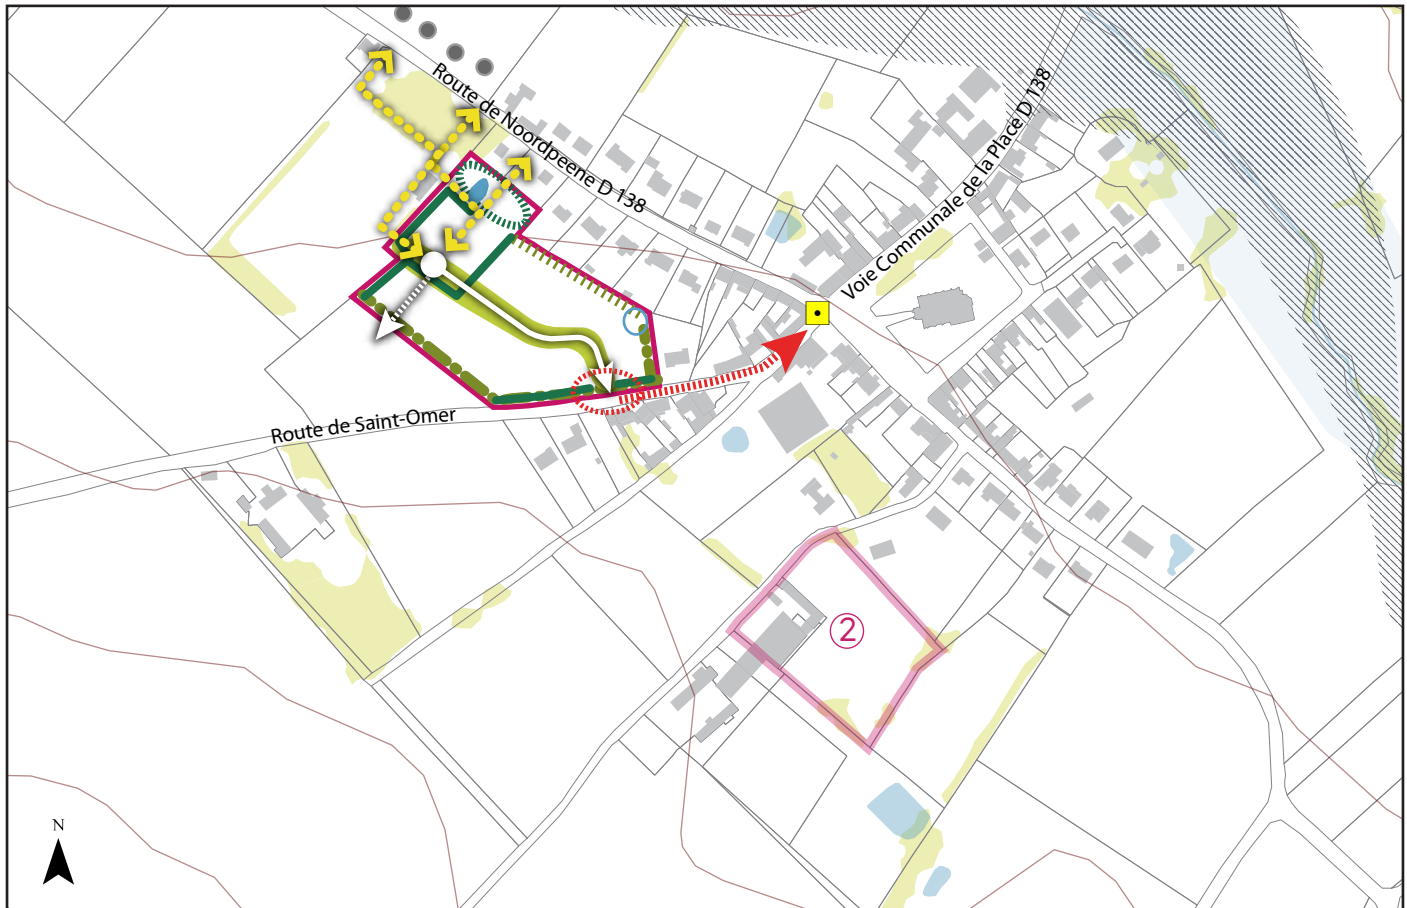 Route de Noordpeene D 138
Voie Communale de la Place D 138
Route de Saint-Omer
2
N